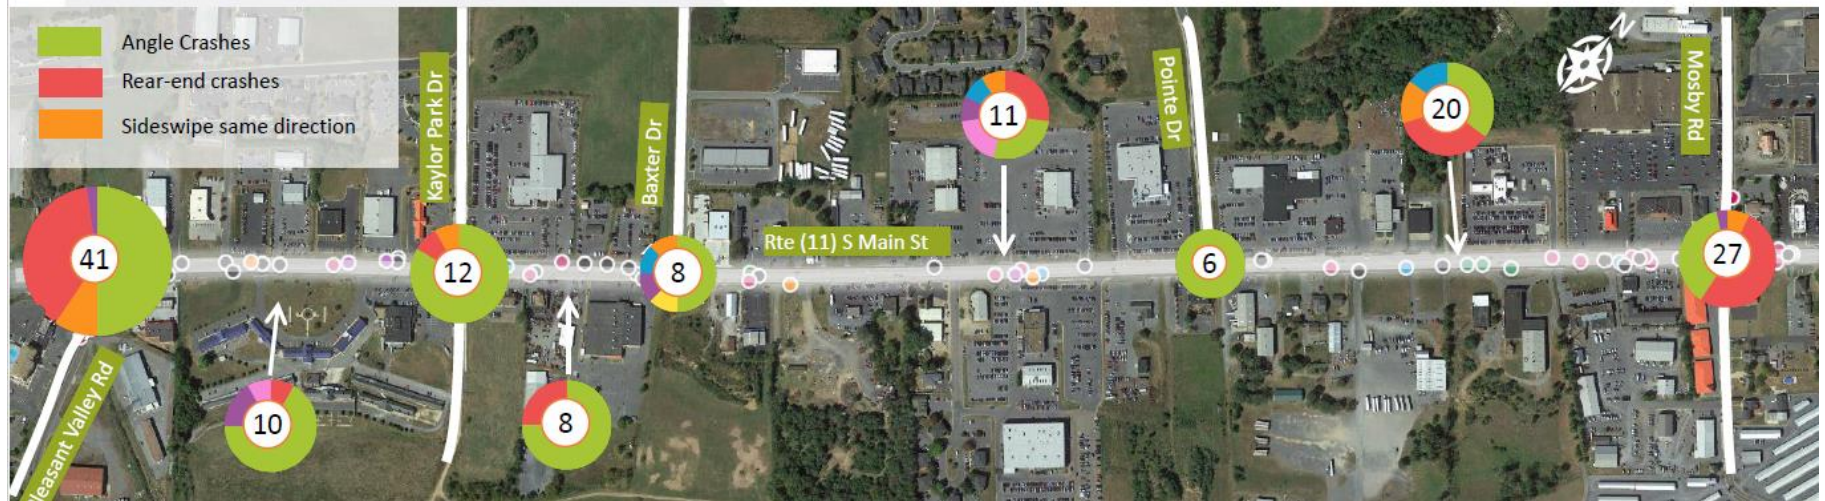 Angle Crashes
Rear-end crashes
Sideswipe same direction
Kaylor Park Dr
Baxter Dr
Pointe Dr
Mosby Rd
N
11
20
Rte (11) S Main St
41
12
8
6
27
10
8
leasant Valley Rd